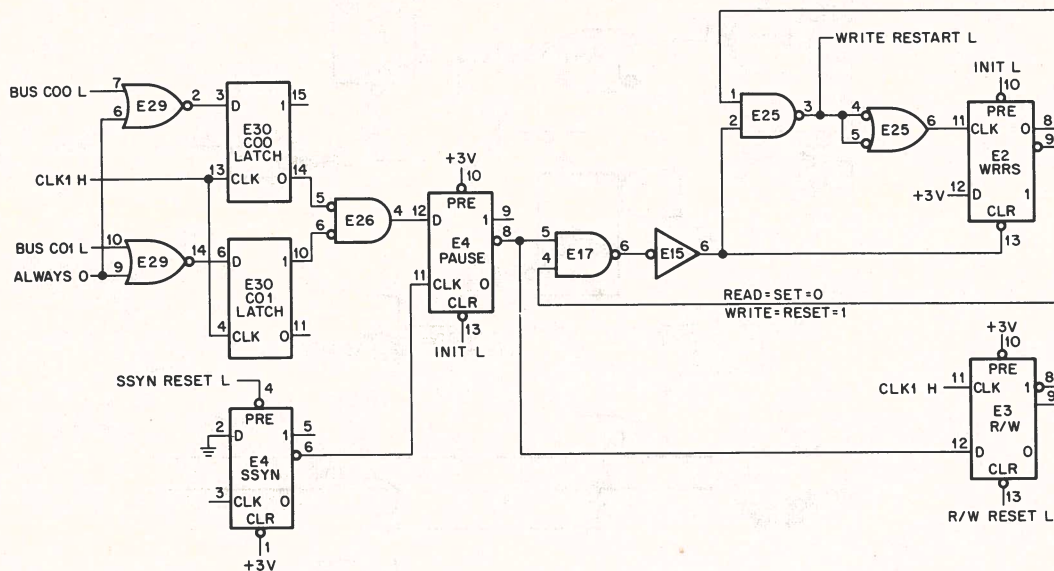 WRITE RESTART L
INIT L
10
PRE
11
CLK
0
8
9
E2
WRRS
+3V
12
D
1
CLR
13
1
2
E25
3
4
5
E25
6
BUS C00 L
7
6
E29
2
3
D
1
15
E30
C00
LATCH
14
CLK1 H
13
CLK
0
5
6
E26
4
+3V
10
PRE
12
D
1
9
8
E4
PAUSE
11
CLK
0
CLR
13
INIT L
5
4
E17
6
E15
6
BUS C01 L
10
9
E29
14
ALWAYS 0
6
D
1
10
E30
C01
LATCH
4
CLK
0
11
READ=SET=0
WRITE=RESET=1
SSYN RESET L
4
PRE
2
D
1
5
6
E4
SSYN
3
CLK
0
CLR
1
+3V
+3V
10
PRE
CLK1 H
11
CLK
1
8
9
E3
R/W
12
D
0
CLR
13
R/W RESET L